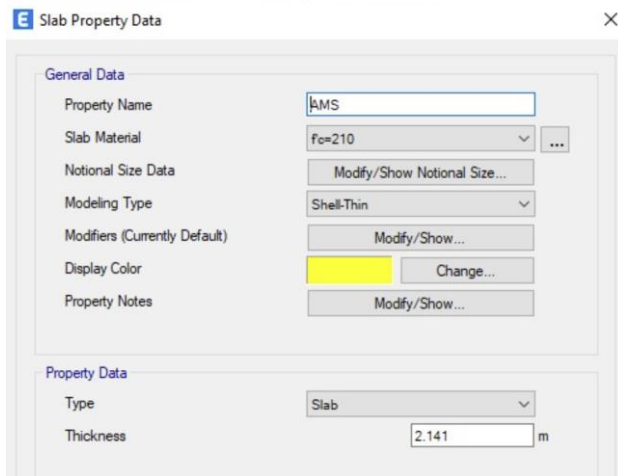 E Slab Property Data
General Data
Property Name AMS
Slab Material f'c=210 ...
Notional Size Data Modify/Show Notional Size...
Modeling Type Shell-Thin
Modifiers (Currently Default) Modify/Show...
Display Color Change...
Property Notes Modify/Show...
Property Data
Type Slab
Thickness 2.141 m